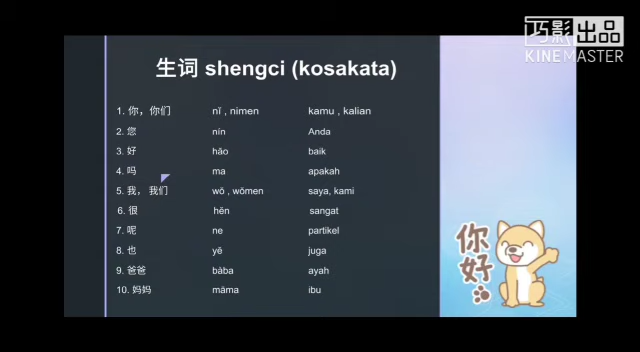 巧影出品
KINEMASTER
生词 shengci (kosakata)
1. 你，你们 nǐ , nimen kamu , kalian
2. 您 nín Anda
3. 好 hǎo baik
4. 吗 ma apakah
5. 我， 我们 wǒ , wǒmen saya, kami
6. 很 hěn sangat
7. 呢 ne partikel
8. 也 yě juga
9. 爸爸 bàba ayah
10. 妈妈 māma ibu
你好